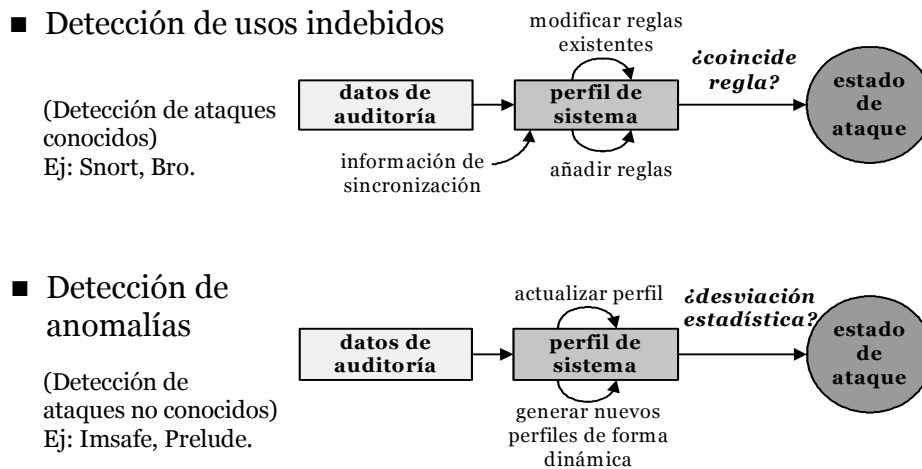 ■ Detección de usos indebidos
(Detección de ataques
conocidos)
Ej: Snort, Bro.
datos de
auditoría
modificar reglas
existentes
perfil de
sistema
información de
sincronización
añadir reglas
¿coincide
regla?
estado
de
ataque
■ Detección de
anomalías
(Detección de
ataques no conocidos)
Ej: Imsafe, Prelude.
datos de
auditoría
actualizar perfil
perfil de
sistema
generar nuevos
perfiles de forma
dinámica
¿desviación
estadística?
estado
de
ataque